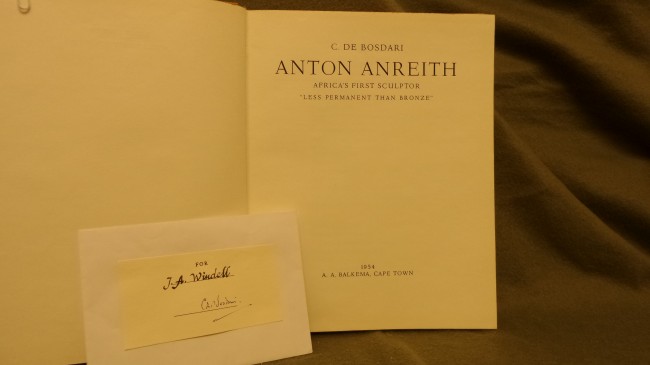 C. DE BOSDARI
ANTON ANREITH
AFRICA'S FIRST SCULPTOR
"LESS PERMANENT THAN BRONZE"
1954
A. A. BALKEMA, CAPE TOWN
FOR
J. A. Windell